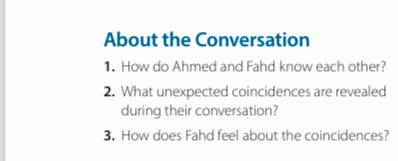 About the Conversation
1. How do Ahmed and Fahd know each other?
2. What unexpected coincidences are revealed
during their conversation?
3. How does Fahd feel about the coincidences?